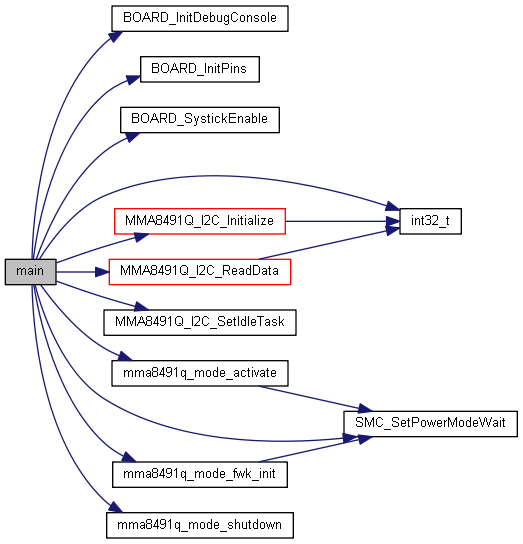 BOARD_InitDebugConsole
BOARD_InitPins
BOARD_SystickEnable
MMA8491Q_I2C_Initialize
int32_t
main
MMA8491Q_I2C_ReadData
MMA8491Q_I2C_SetIdleTask
mma8491q_mode_activate
SMC_SetPowerModeWait
mma8491q_mode_fwk_init
mma8491q_mode_shutdown